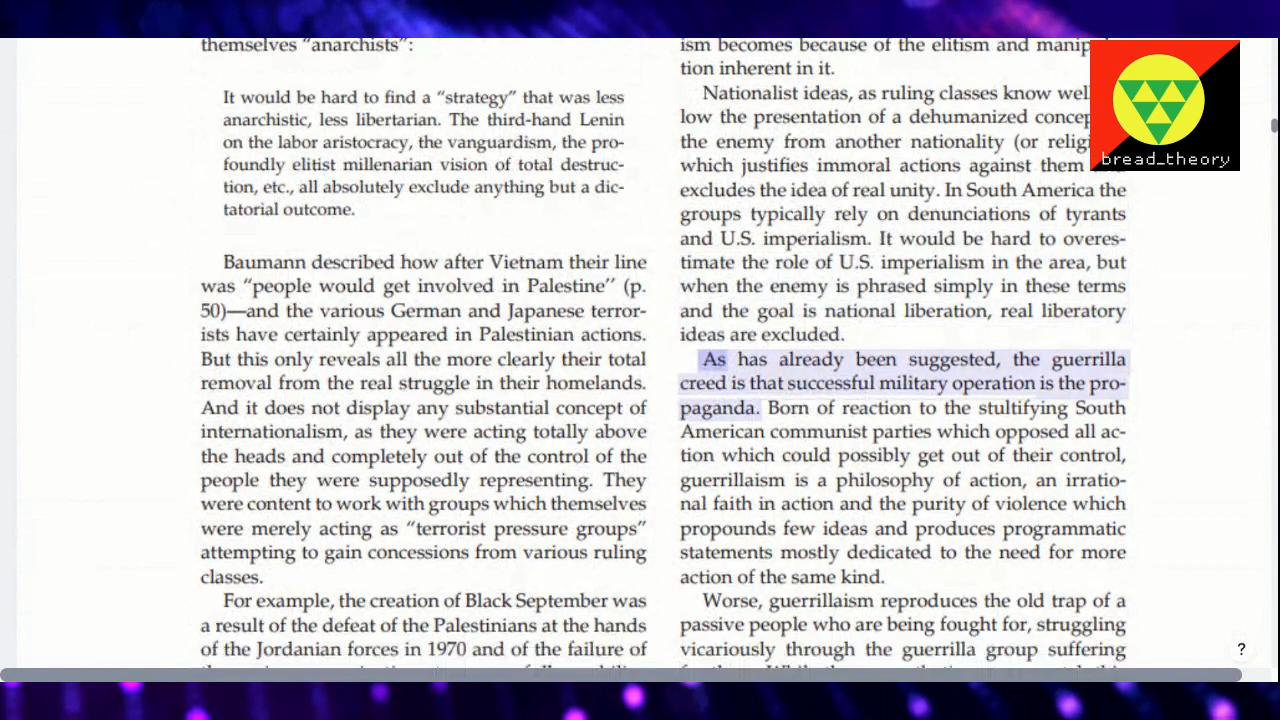 themselves “anarchists”:
It would be hard to find a “strategy” that was less
anarchistic, less libertarian. The third-hand Lenin
on the labor aristocracy, the vanguardism, the pro-
foundly elitist millenarian vision of total destruc-
tion, etc., all absolutely exclude anything but a dic-
tatorial outcome.
Baumann described how after Vietnam their line
was “people would get involved in Palestine’’ (p.
50)—and the various German and Japanese terror-
ists have certainly appeared in Palestinian actions.
But this only reveals all the more clearly their total
removal from the real struggle in their homelands.
And it does not display any substantial concept of
internationalism, as they were acting totally above
the heads and completely out of the control of the
people they were supposedly representing. They
were content to work with groups which themselves
were merely acting as “terrorist pressure groups”
attempting to gain concessions from various ruling
classes.
For example, the creation of Black September was
a result of the defeat of the Palestinians at the hands
of the Jordanian forces in 1970 and of the failure of
ism becomes because of the elitism and
tion inherent in it.
Nationalist ideas, as ruling classes know
low the presentation of a dehumanized
the enemy from another nationality (or
which justifies immoral actions against them
excludes the idea of real unity. In South America the
groups typically rely on denunciations of tyrants
and U.S. imperialism. It would be hard to overes-
timate the role of U.S. imperialism in the area, but
when the enemy is phrased simply in these terms
and the goal is national liberation, real liberatory
ideas are excluded.
As has already been suggested, the guerrilla
creed is that successful military operation is the pro-
paganda. Born of reaction to the stultifying South
American communist parties which opposed all ac-
tion which could possibly get out of their control,
guerrillaism is a philosophy of action, an irratio-
nal faith in action and the purity of violence which
propounds few ideas and produces programmatic
statements mostly dedicated to the need for more
action of the same kind.
Worse, guerrillaism reproduces the old trap of a
passive people who are being fought for, struggling
vicariously through the guerrilla group suffering
bread_theory
?